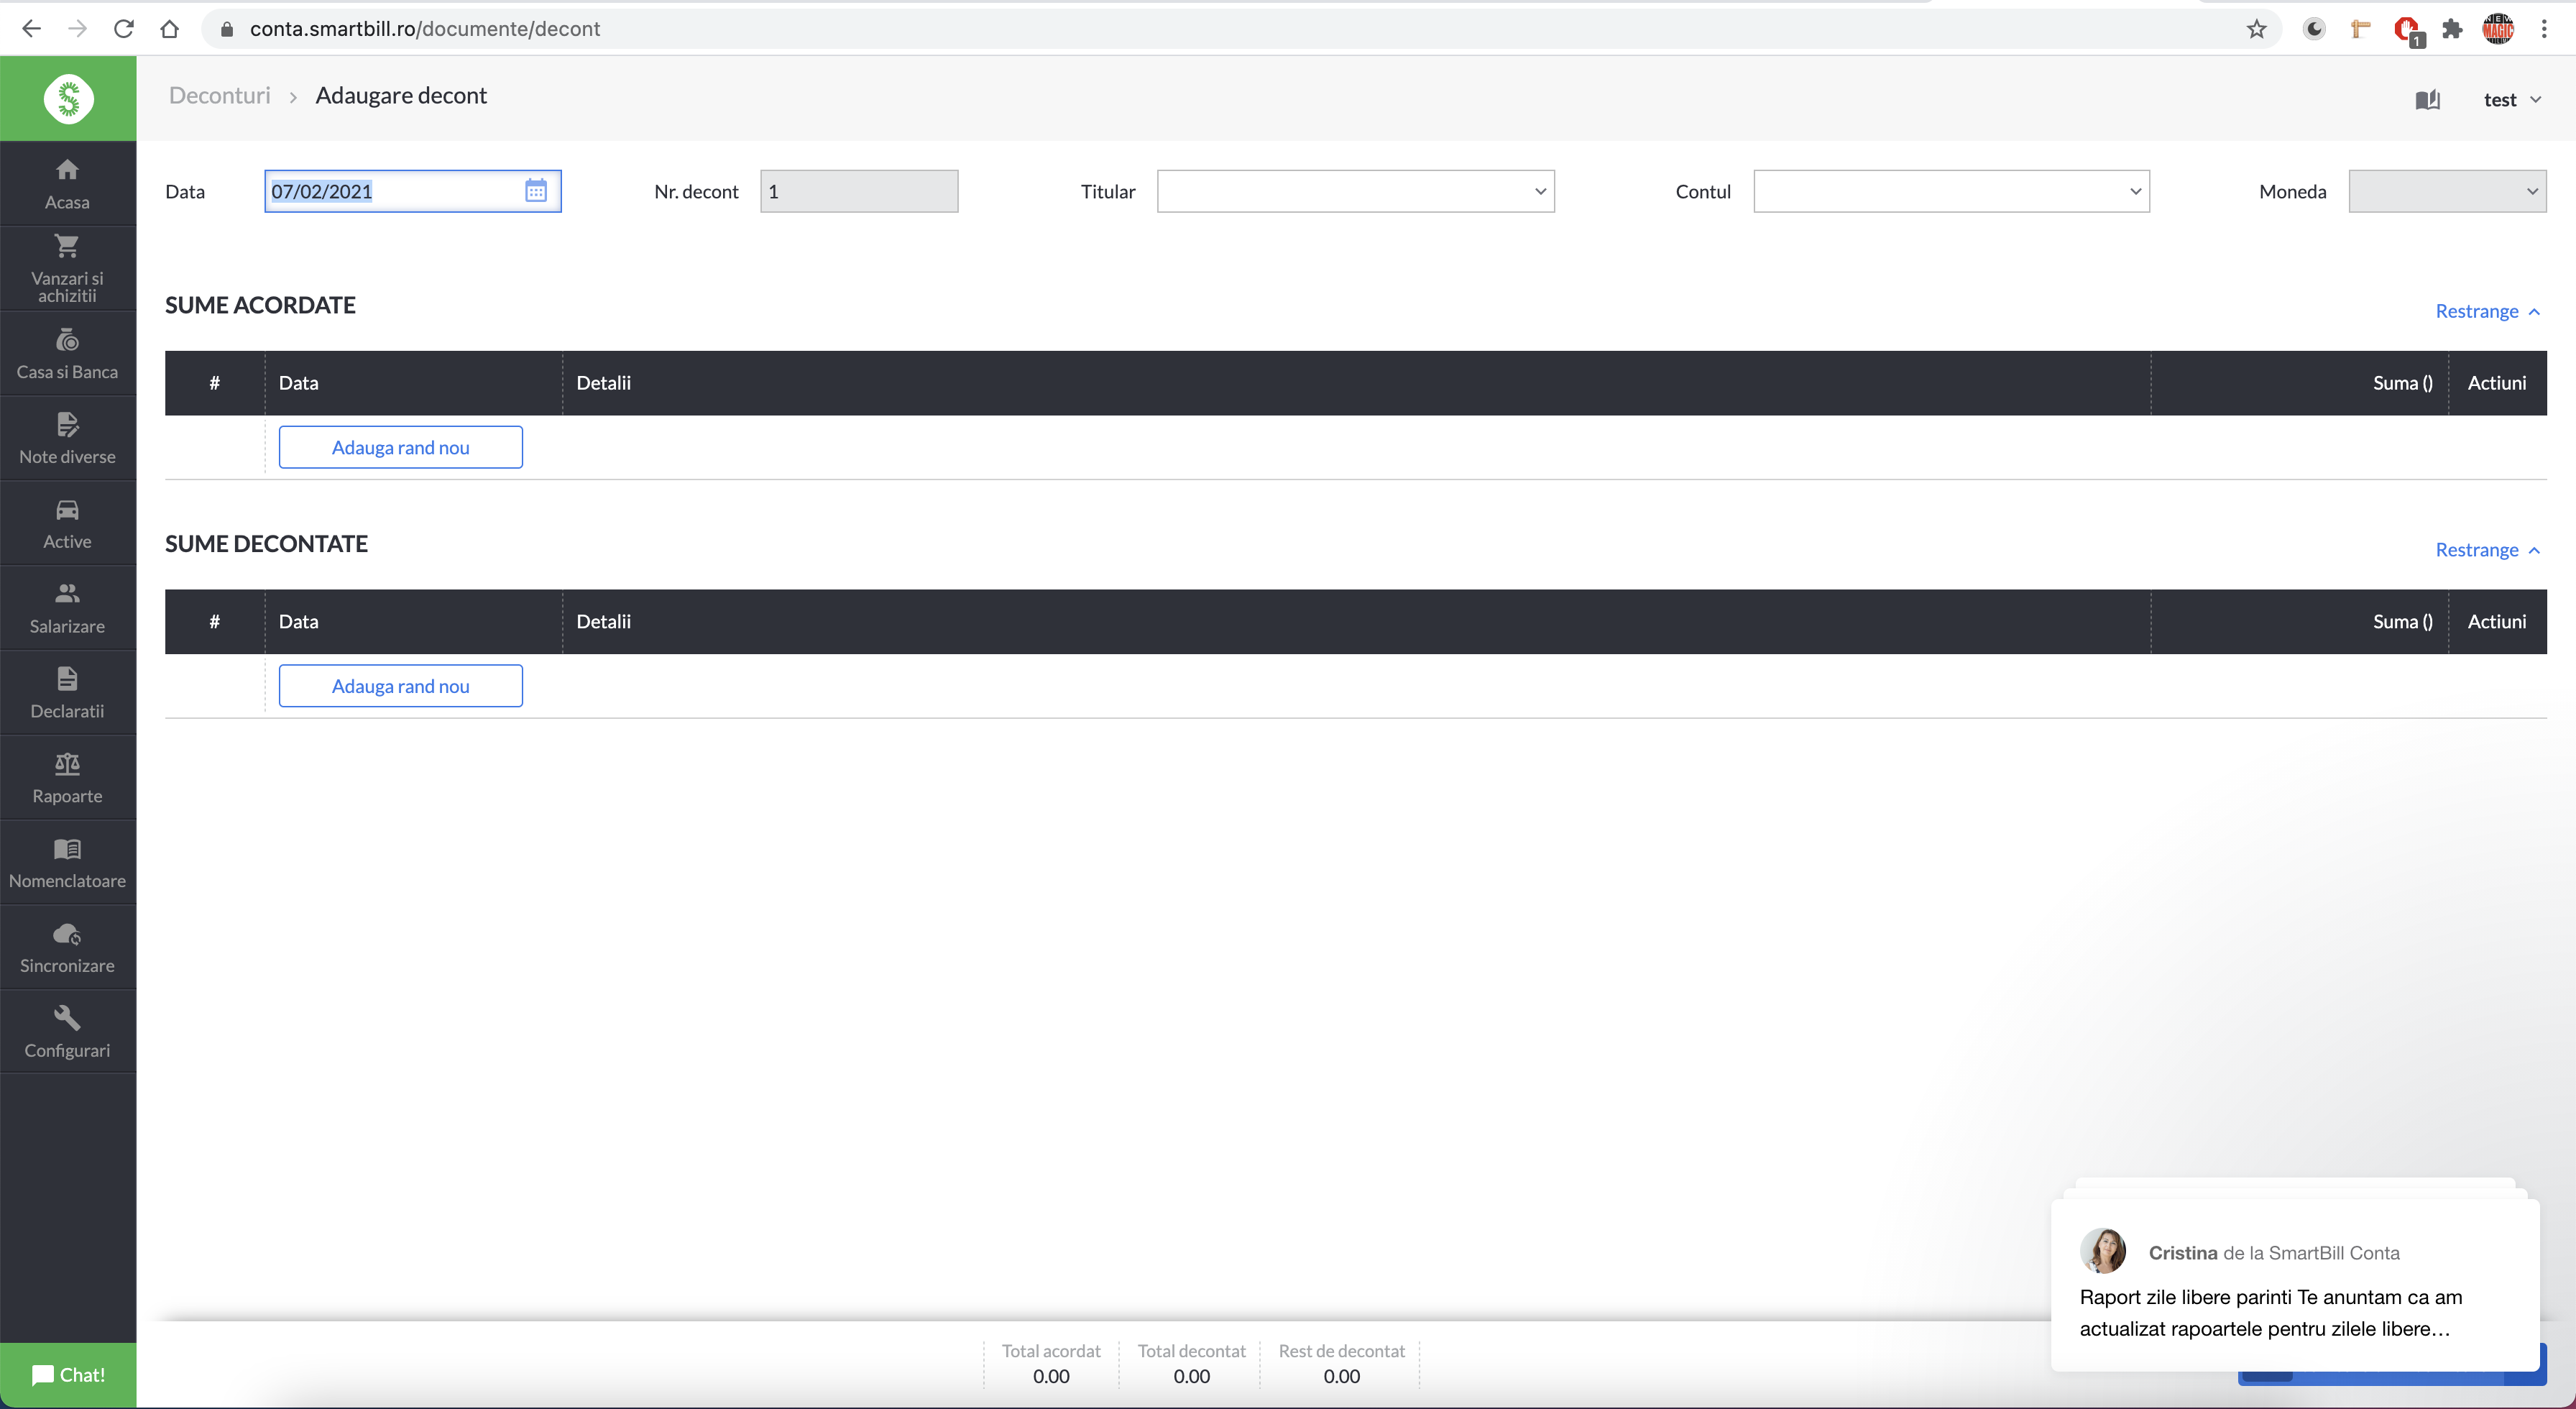 conta.smartbill.ro/documente/decont
1
NEW
MAGIC
Deconturi > Adaugare decont
test
Data 07/02/2021 Nr. decont 1 Titular Contul Moneda
Acasa
Vanzari si
achizitii
Casa si Banca
Note diverse
Active
Salarizare
Declaratii
Rapoarte
Nomenclatoare
Sincronizare
Configurari
Chat!
SUME ACORDATE
Restrange
# Data Detalii Suma () Actiuni
Adauga rand nou
SUME DECONTATE
Restrange
# Data Detalii Suma () Actiuni
Adauga rand nou
Cristina de la SmartBill Conta
Raport zile libere parinti Te anuntam ca am
actualizat rapoartele pentru zilele libere...
Total acordat Total decontat Rest de decontat
0.00 0.00 0.00